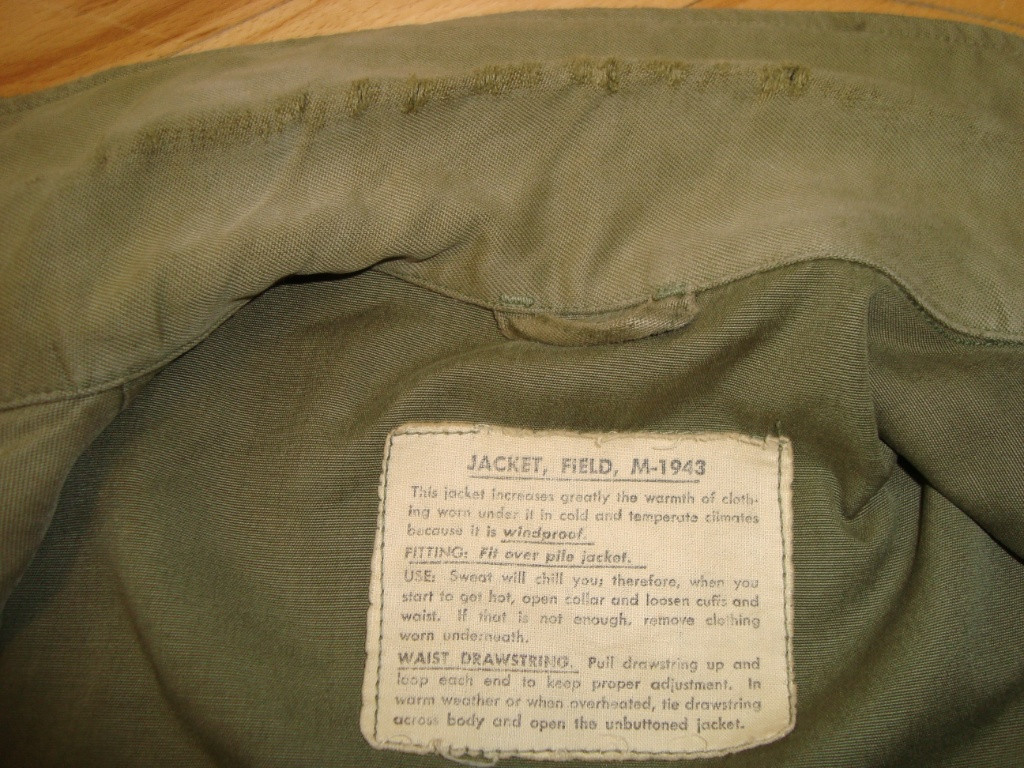 JACKET, FIELD, M-1943
This jacket increases greatly the warmth of cloth-
ing worn under it in cold and temperate climates
because it is windproof.
FITTING: Fit over pile jacket.
USE: Sweat will chill you; therefore, when you
start to get hot, open collar and loosen cuffs and
waist. If that is not enough, remove clothing
worn underneath.
WAIST DRAWSTRING. Pull drawstring up and
loop each end to keep proper adjustment. In
warm weather or when overheated, tie drawstring
across body and open the unbuttoned jacket.